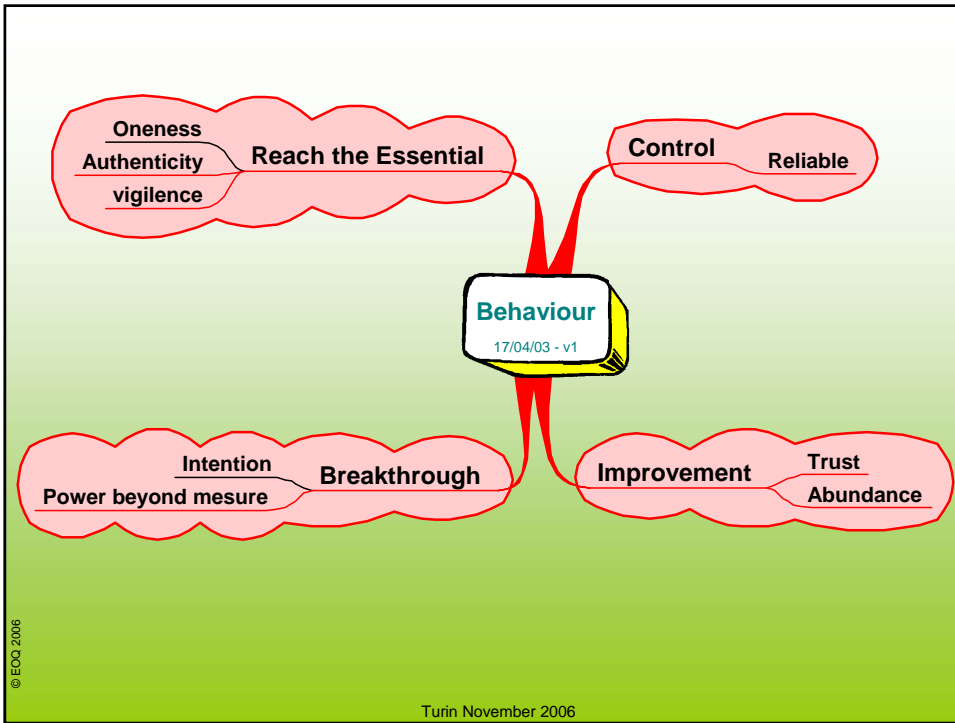 Oneness
Authenticity
vigilence
Reach the Essential
Control
Reliable
Behaviour
17/04/03 - v1
Intention
Power beyond mesure
Breakthrough
Improvement
Trust
Abundance
© EOQ 2006
Turin November 2006